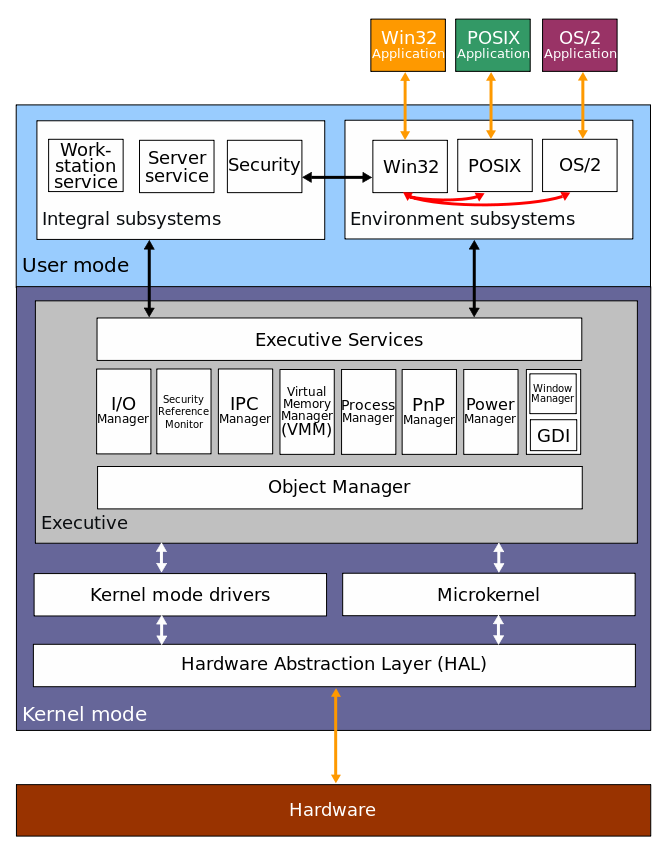 Win32
Application
POSIX
Application
OS/2
Application
Work-
station
service
Server
service
Security
Win32
POSIX
OS/2
Integral subsystems
Environment subsystems
User mode
Executive Services
I/O
Manager
Security
Reference
Monitor
IPC
Manager
Virtual
Memory
Manager
(VMM)
Process
Manager
PnP
Manager
Power
Manager
Window
Manager
GDI
Object Manager
Executive
Kernel mode drivers
Microkernel
Hardware Abstraction Layer (HAL)
Kernel mode
Hardware